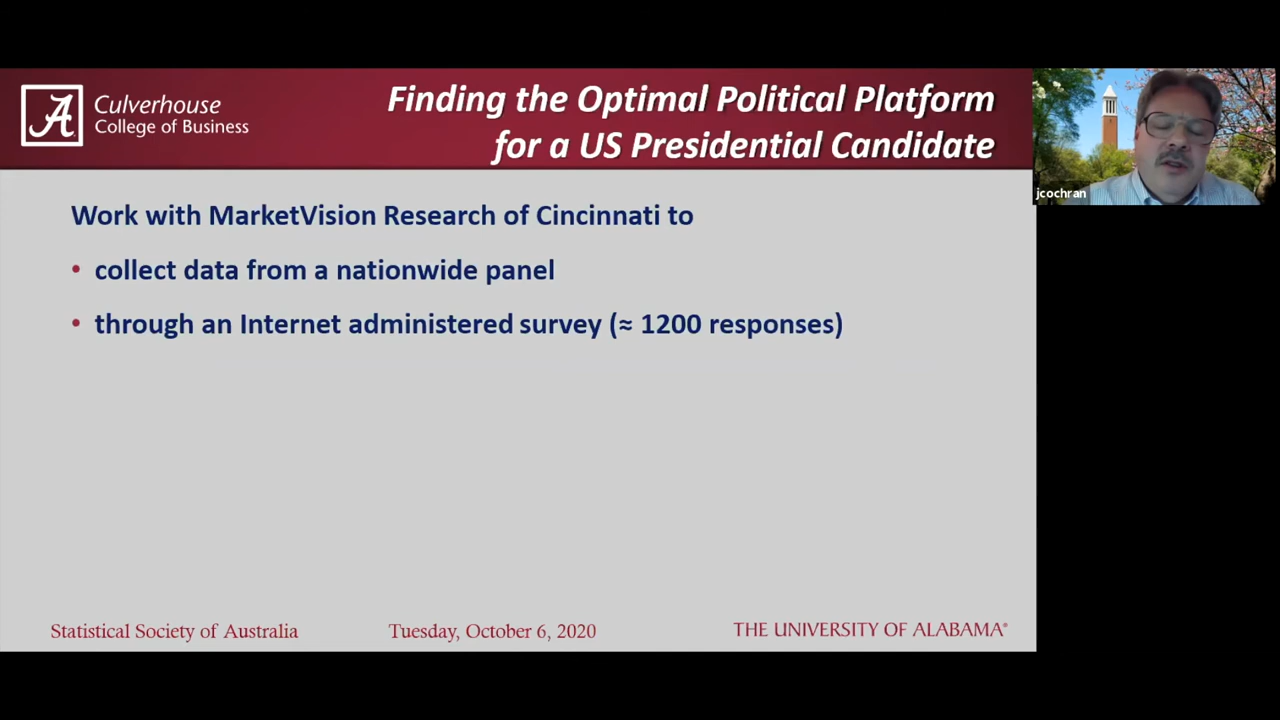 Culverhouse
College of Business
Finding the Optimal Political Platform
for a US Presidential Candidate
jcochran
Work with MarketVision Research of Cincinnati to
• collect data from a nationwide panel
• through an Internet administered survey (≈ 1200 responses)
Statistical Society of Australia
Tuesday, October 6, 2020
THE UNIVERSITY OF ALABAMA®